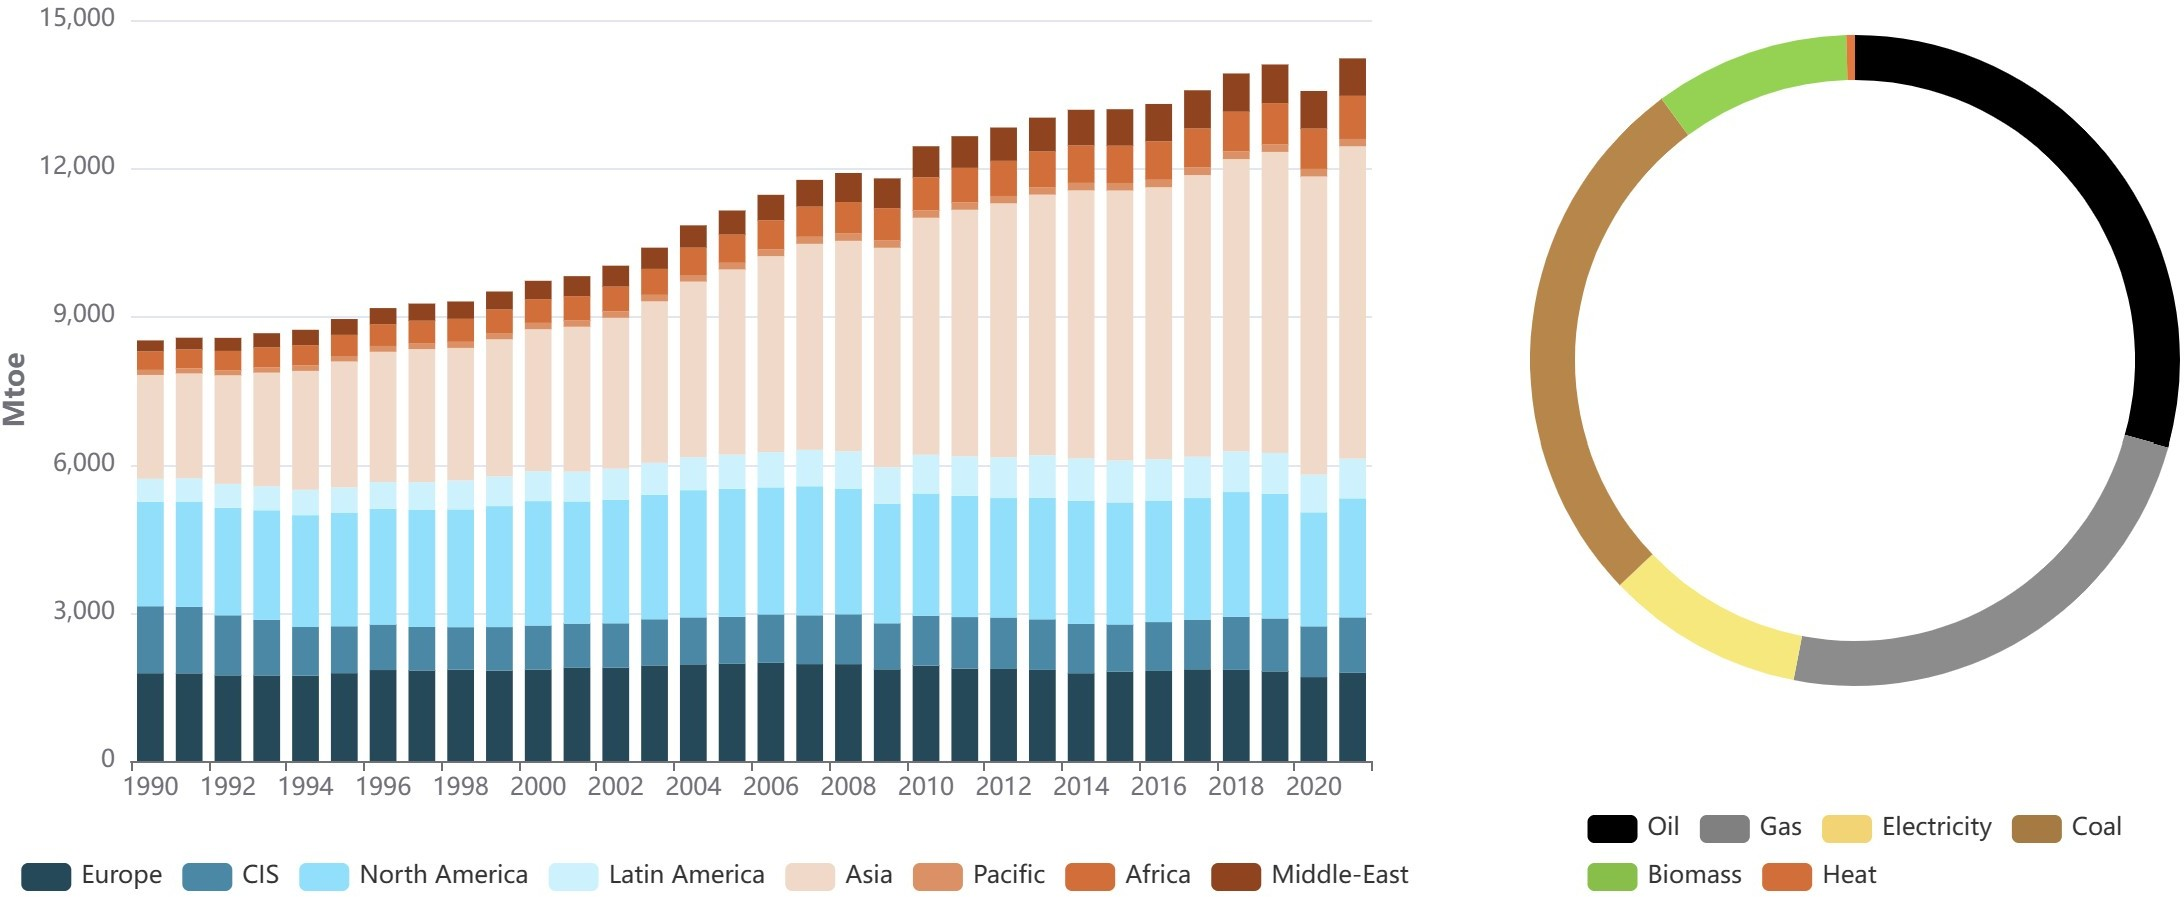 15,000
12,000
9,000
6,000
3,000
0
Mtoe
1990 1992 1994 1996 1998 2000 2002 2004 2006 2008 2010 2012 2014 2016 2018 2020
Europe CIS North America Latin America Asia Pacific Africa Middle-East
Oil Gas Electricity Coal
Biomass Heat